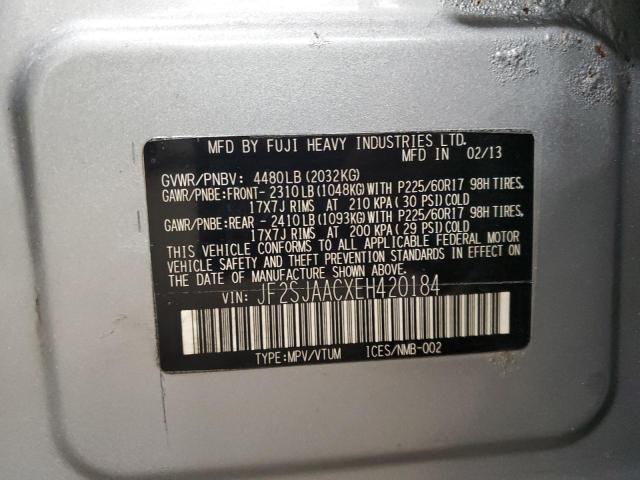 MFD BY FUJI HEAVY INDUSTRIES LTD.
MFD IN 02/13
GVWR/PNBV: 4480LB (2032KG)
GAWR/PNBE:FRONT- 2310LB (1048KG)WITH P225/60R17 98H TIRES,
17X7J RIMS AT 210 KPA ( 30 PSI) COLD
GAWR/PNBE:REAR - 2410LB (1093KG)WITH P225/60R17 98H TIRES,
17X7J RIMS AT 200 KPA ( 29 PSI) COLD
THIS VEHICLE CONFORMS TO ALL APPLICABLE FEDERAL MOTOR
VEHICLE SAFETY AND THEFT PREVENTION STANDARDS IN EFFECT ON
THE DATE OF MANUFACTURE SHOWN ABOVE.
VIN: JF2SJAACXEH420184
TYPE:MPV/VTUM ICES/NMB-002